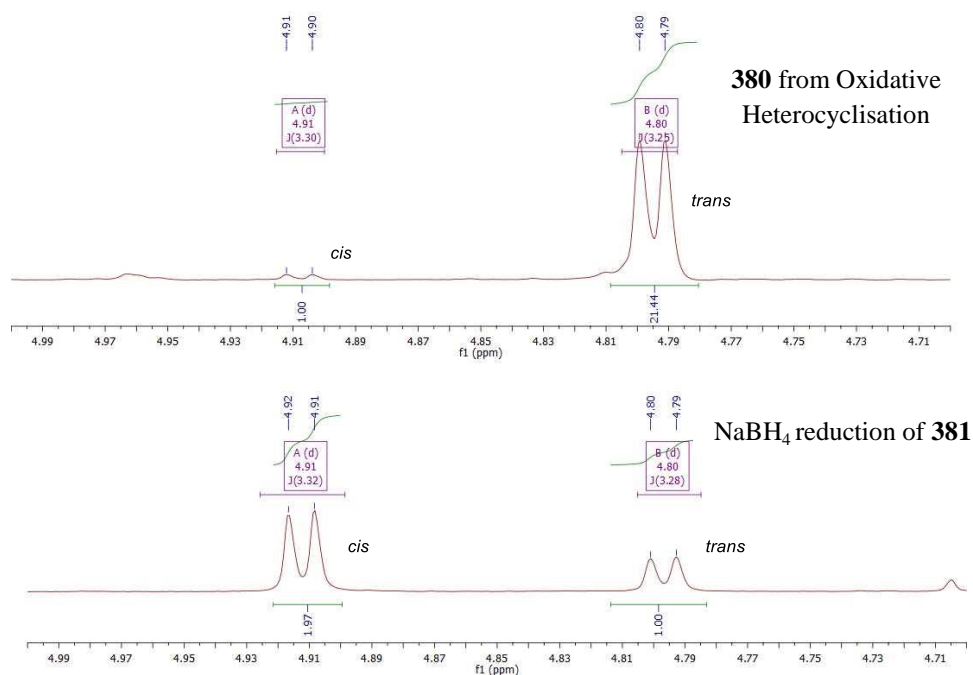 4.91
4.90
4.80
4.79
380 from Oxidative
Heterocyclisation
A (d)
4.91
J(3.30)
B (d)
4.80
J(3.25)
trans
cis
1.00
21.44
4.99 4.97 4.95 4.93 4.91 4.89 4.87 4.85 4.83 4.81 4.79 4.77 4.75 4.73 4.71
f1 (ppm)
4.92
4.91
4.80
4.79
NaBH4 reduction of 381
A (d)
4.91
J(3.32)
B (d)
4.80
J(3.28)
cis
trans
1.97
1.00
4.99 4.97 4.95 4.93 4.91 4.89 4.87 4.85 4.83 4.81 4.79 4.77 4.75 4.73 4.71
f1 (ppm)